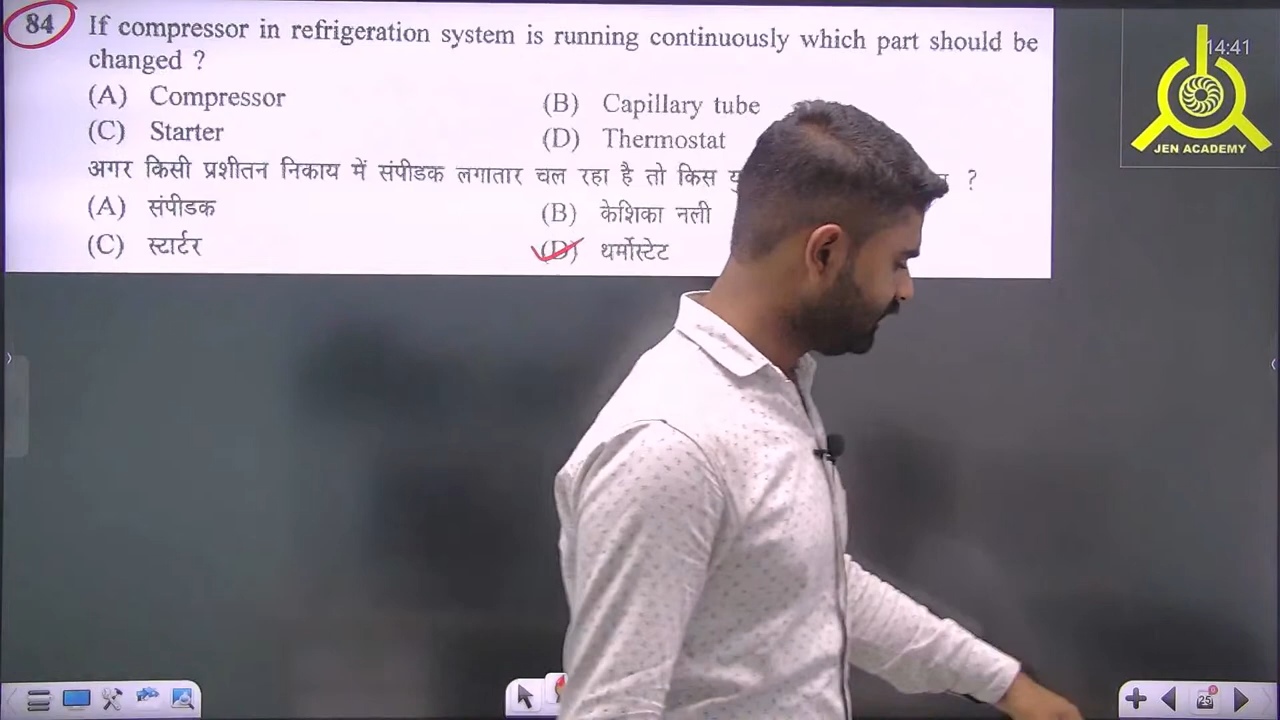 84 If compressor in refrigeration system is running continuously which part should be
changed ?
(A) Compressor (B) Capillary tube
(C) Starter (D) Thermostat
अगर किसी प्रशीतन निकाय में संपीडक लगातार चल रहा है तो किस ?
(A) संपीडक (B) केशिका नली
(C) स्टार्टर (D) थर्मोस्टेट
14:41
JEN ACADEMY
25